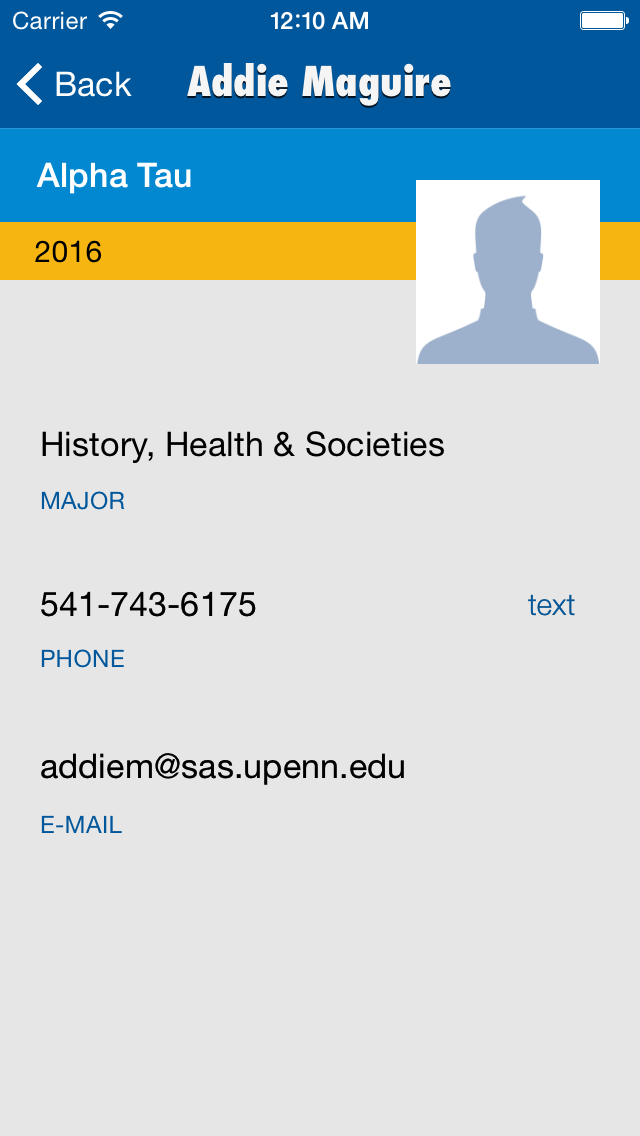 Carrier 12:10 AM
Back Addie Maguire
Alpha Tau
2016
History, Health & Societies
MAJOR
541-743-6175 text
PHONE
addiem@sas.upenn.edu
E-MAIL